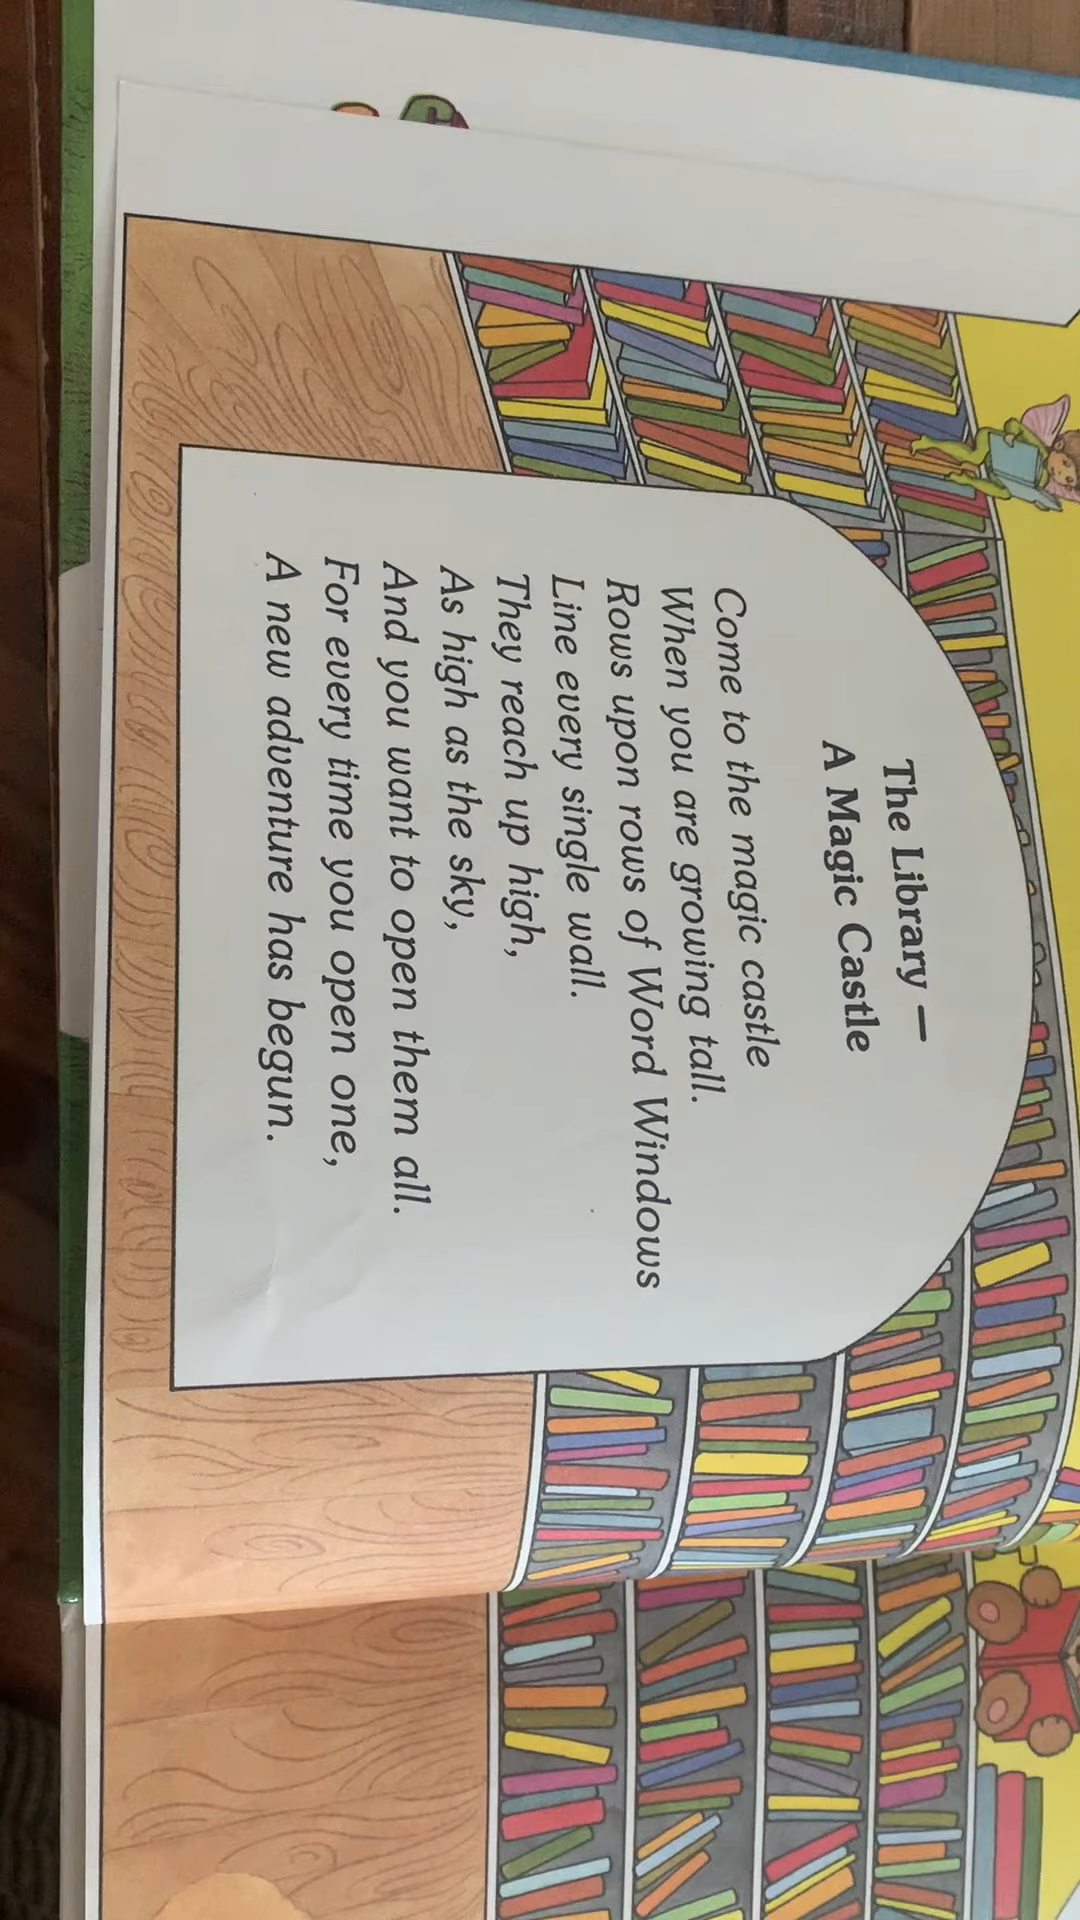 The Library —
A Magic Castle
Come to the magic castle
When you are growing tall.
Rows upon rows of Word Windows
Line every single wall.
They reach up high,
As high as the sky,
And you want to open them all.
For every time you open one,
A new adventure has begun.